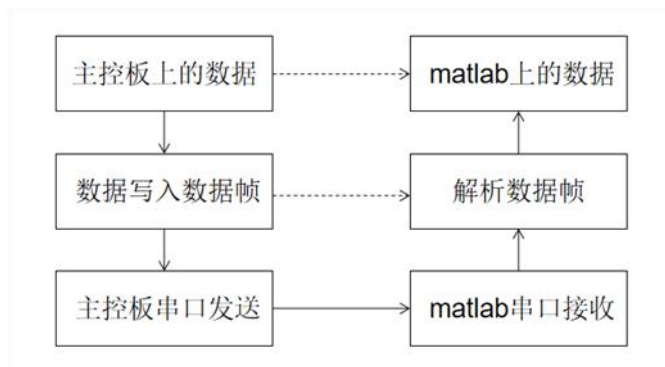 主控板上的数据
matlab上的数据
数据写入数据帧
解析数据帧
主控板串口发送
matlab串口接收